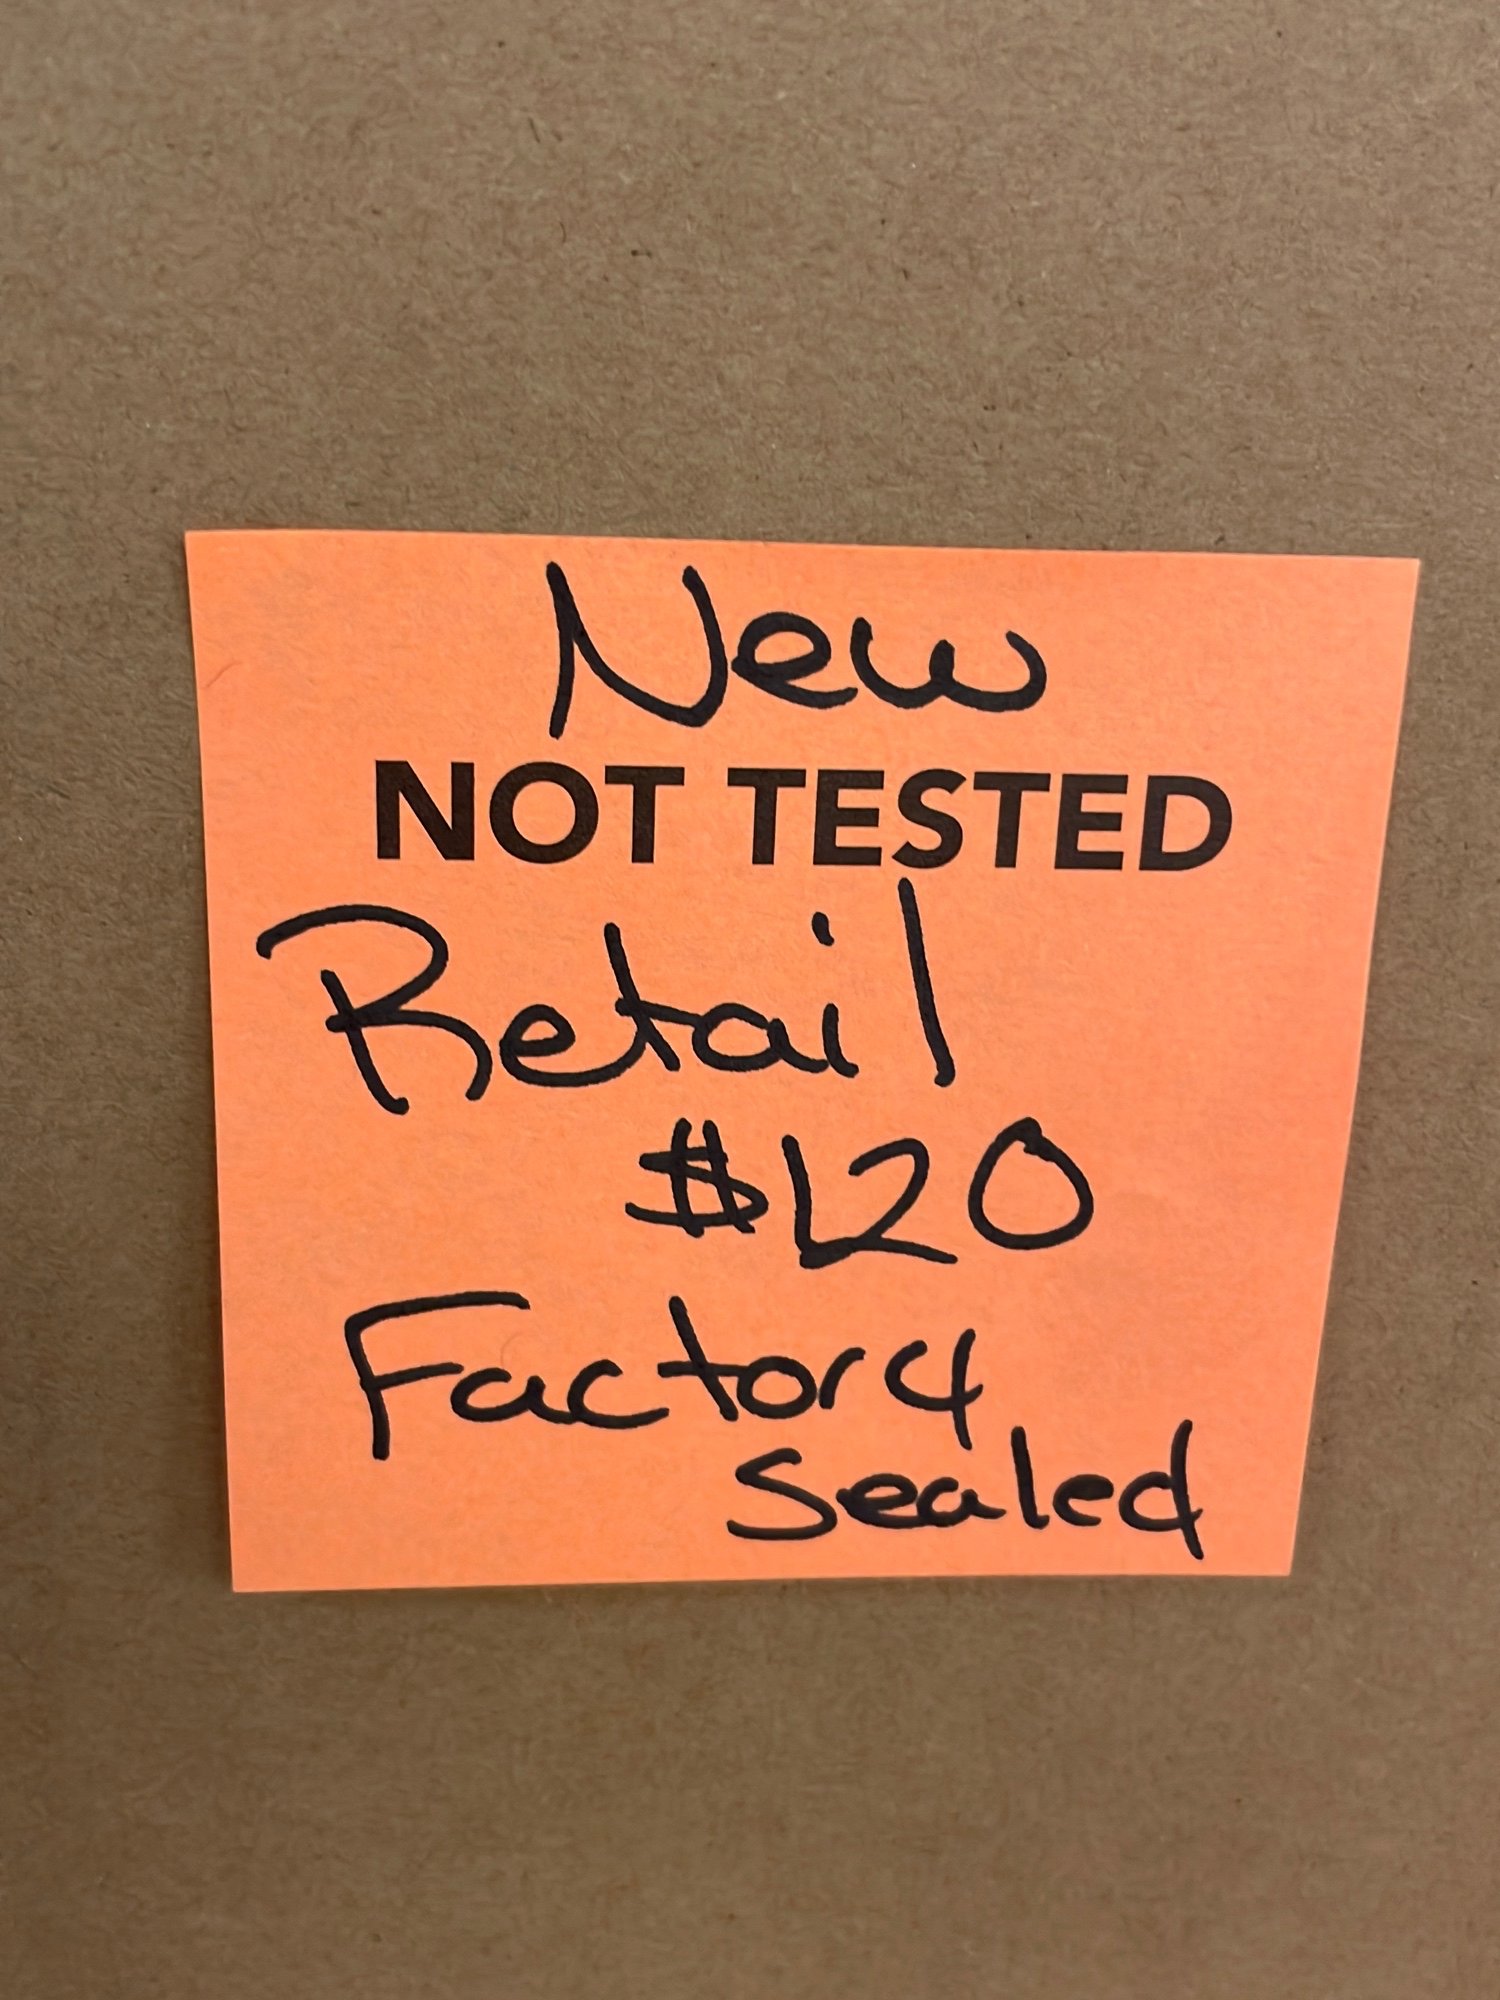 New
NOT TESTED
Retail
$120
Factory
Sealed